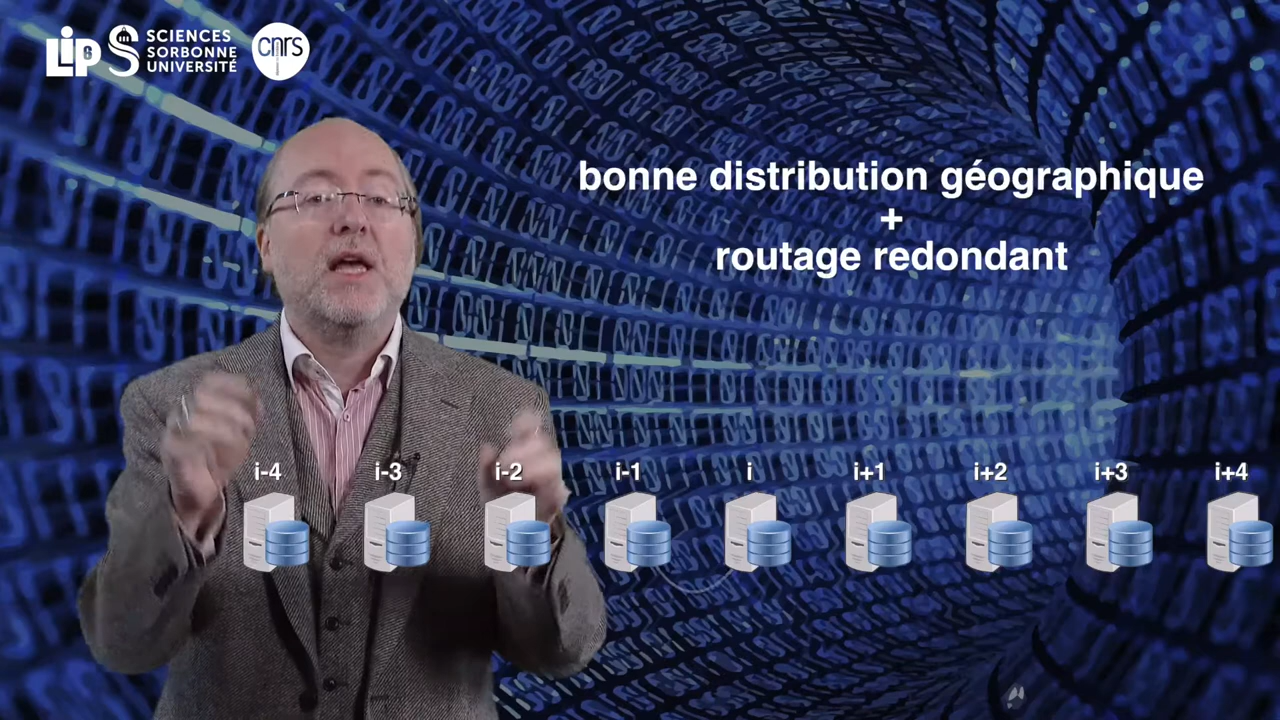 LIP6
SCIENCES
SORBONNE
UNIVERSITÉ
cnrs
bonne distribution géographique
+
routage redondant
i-4 i-3 i-2 i-1 i i+1 i+2 i+3 i+4